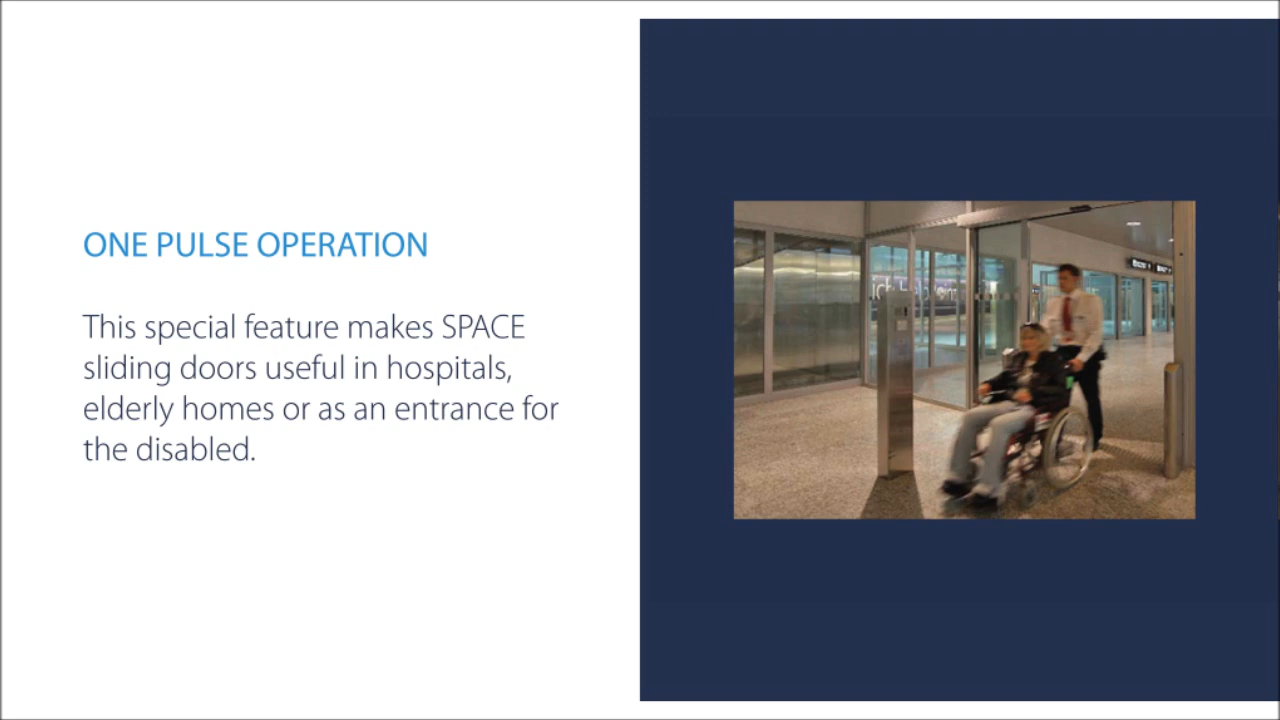 ONE PULSE OPERATION
This special feature makes SPACE
sliding doors useful in hospitals,
elderly homes or as an entrance for
the disabled.